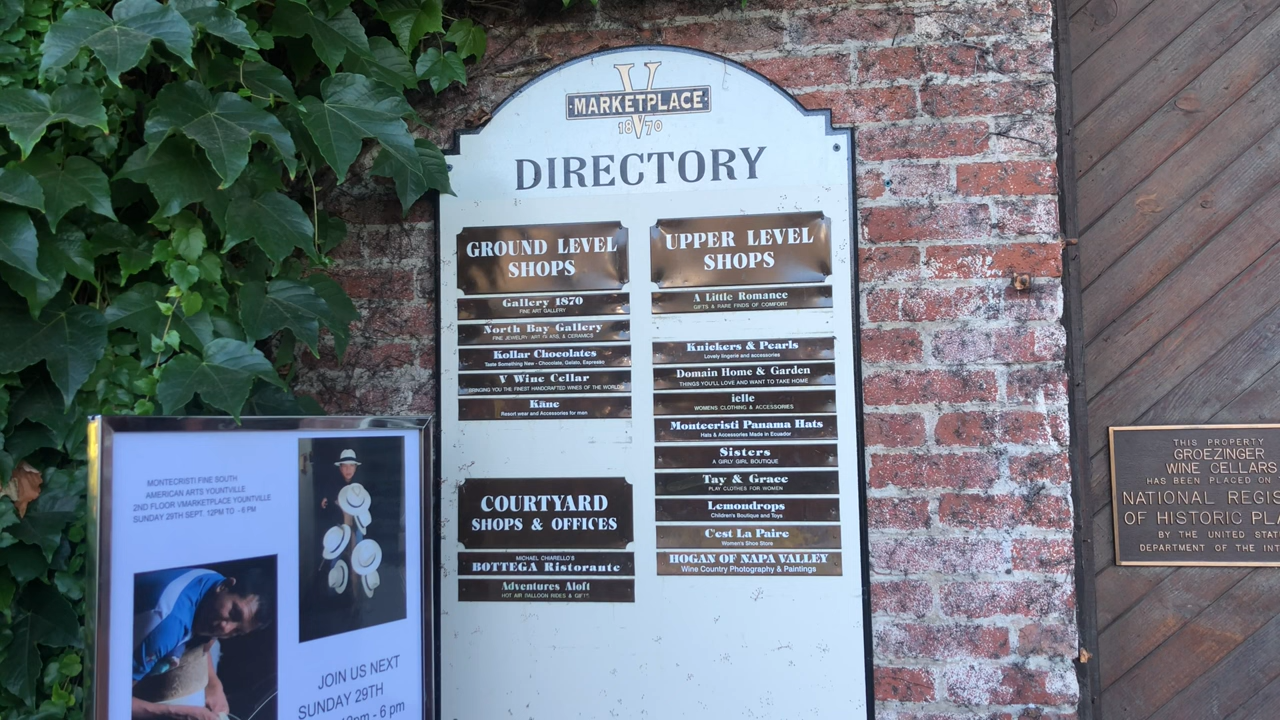 V
MARKETPLACE
1870
DIRECTORY
GROUND LEVEL
SHOPS
Gallery 1870
FINE ART GALLERY
North Bay Gallery
FINE JEWELRY ART GLASS & CERAMICS
Kollar Chocolates
Taste Something New - Chocolate, Gelato, Espresso
V Wine Cellar
BRINGING YOU THE FINEST HANDCRAFTED WINES OF THE WORLD
Käne
Resort wear and Accessories for men
COURTYARD
SHOPS & OFFICES
MICHAEL CHIARELLO'S
BOTTEGA Ristorante
Adventures Aloft
HOT AIR BALLOON RIDES & GIFTS
UPPER LEVEL
SHOPS
A Little Romance
GIFTS & RARE FINDS OF COMFORT
Knickers & Pearls
Lovely lingerie and accessories
Domain Home & Garden
THINGS YOU'LL LOVE AND WANT TO TAKE HOME
ielle
WOMENS CLOTHING & ACCESSORIES
Montecristi Panama Hats
Hats & Accessories Made in Ecuador
Sisters
A GIRLY GIRL BOUTIQUE
Tay & Grace
PLAY CLOTHES FOR WOMEN
Lemondrops
Children's Boutique and Toys
C'est La Paire
Women's Shoe Store
HOGAN OF NAPA VALLEY
Wine Country Photography & Paintings
MONTECRISTI FINE SOUTH
AMERICAN ARTS YOUNTVILLE
2ND FLOOR VMARKETPLACE YOUNTVILLE
SUNDAY 29TH SEPT. 12PM TO - 6 PM
JOIN US NEXT
SUNDAY 29TH
12pm - 6 pm
THIS PROPERTY
GROEZINGER
WINE CELLARS
HAS BEEN PLACED ON
NATIONAL REGIS
OF HISTORIC PLA
BY THE UNITED STAT
DEPARTMENT OF THE INT